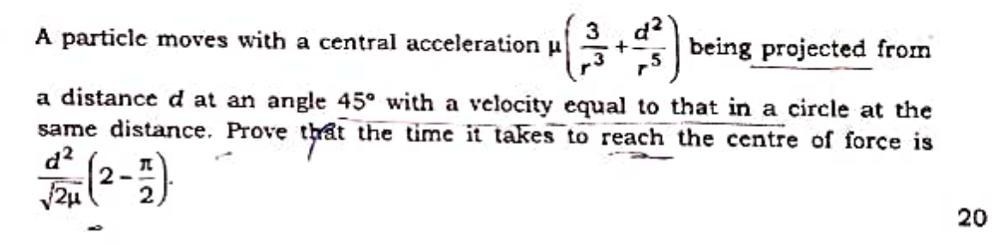 A particle moves with a central acceleration μ(3/r³ + d²/r⁵) being projected from
a distance d at an angle 45° with a velocity equal to that in a circle at the
same distance. Prove that the time it takes to reach the centre of force is
d²/√2μ (2 - π/2).
20